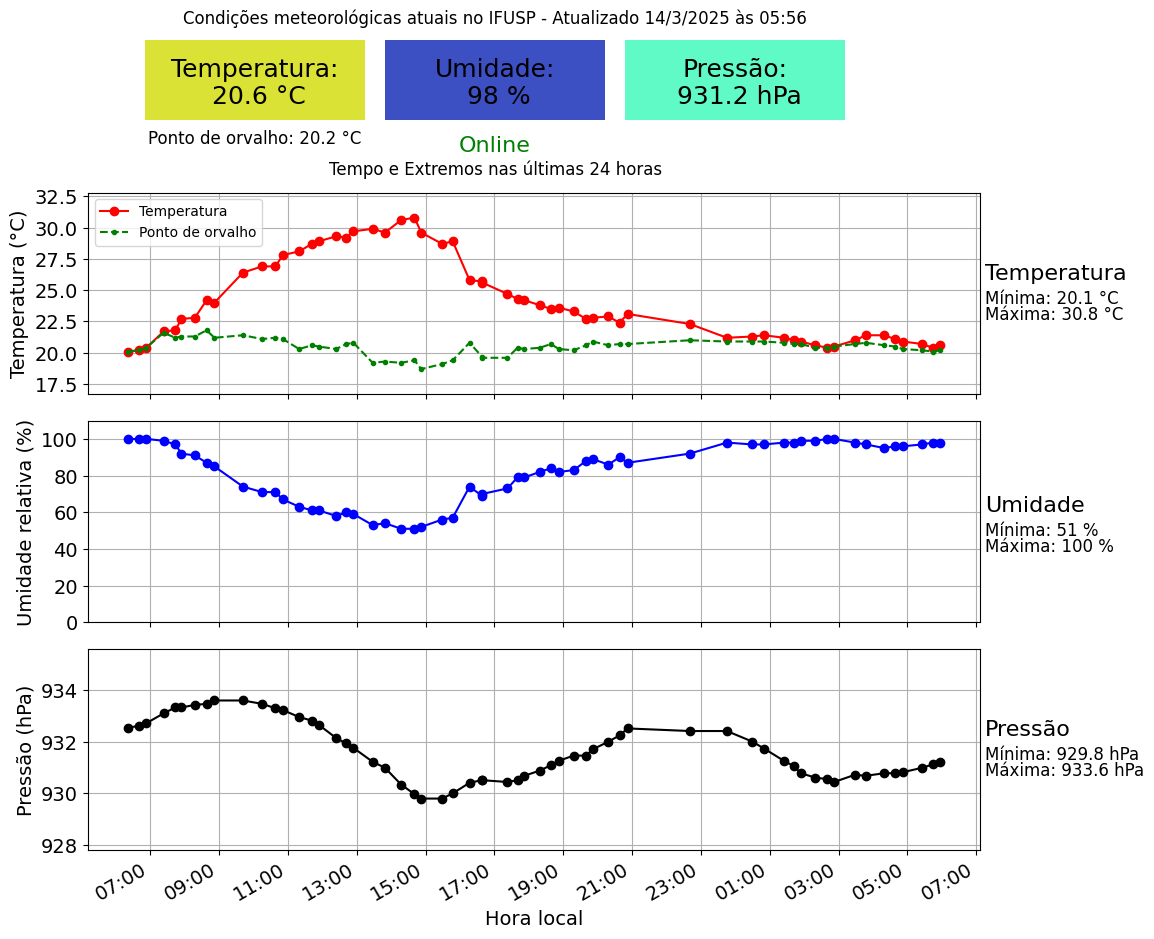 Condições meteorológicas atuais no IFUSP - Atualizado 14/3/2025 às 05:56
Temperatura:
20.6 °C
Umidade:
98 %
Pressão:
931.2 hPa
Ponto de orvalho: 20.2 °C
Online
Tempo e Extremos nas últimas 24 horas
Temperatura (°C)
32.5
30.0
27.5
25.0
22.5
20.0
17.5
Temperatura
Ponto de orvalho
Temperatura
Mínima: 20.1 °C
Máxima: 30.8 °C
Umidade relativa (%)
100
80
60
40
20
0
Umidade
Mínima: 51 %
Máxima: 100 %
Pressão (hPa)
934
932
930
928
Pressão
Mínima: 929.8 hPa
Máxima: 933.6 hPa
07:00
09:00
11:00
13:00
15:00
17:00
19:00
21:00
23:00
01:00
03:00
05:00
07:00
Hora local